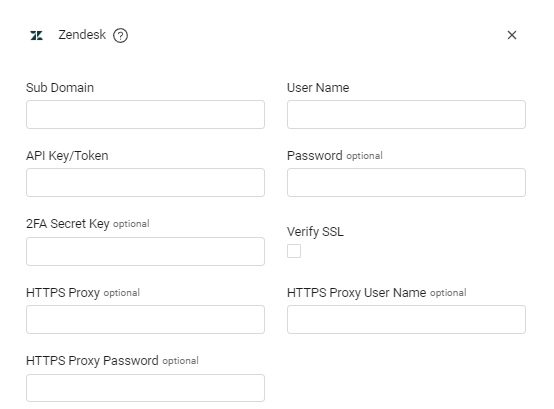 Zendesk ?
Sub Domain
User Name
API Key/Token
Password optional
2FA Secret Key optional
Verify SSL
HTTPS Proxy optional
HTTPS Proxy User Name optional
HTTPS Proxy Password optional